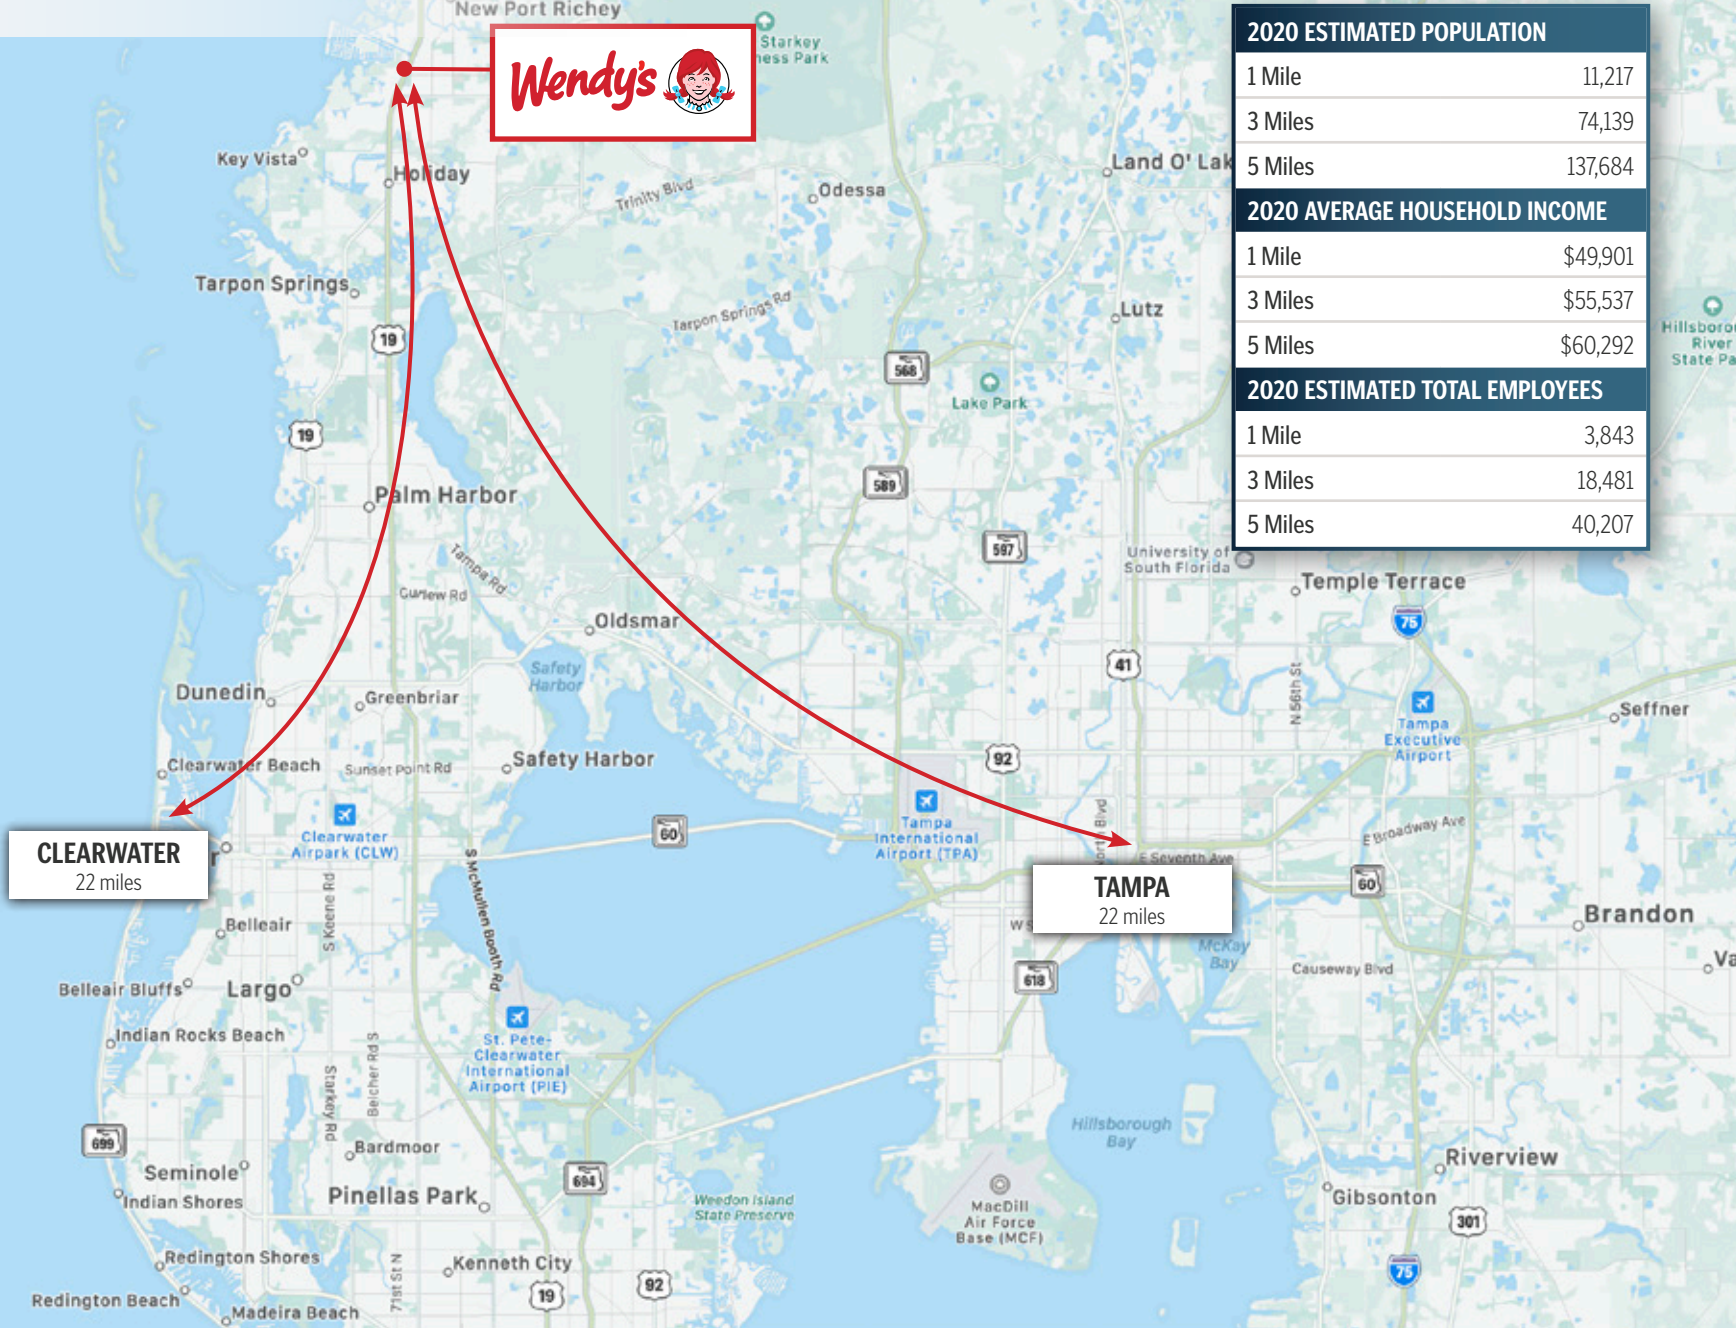 New Port Richey
Starkey
ness Park
Wendy's
2020 ESTIMATED POPULATION
1 Mile 11,217
3 Miles 74,139
5 Miles 137,684
2020 AVERAGE HOUSEHOLD INCOME
1 Mile $49,901
3 Miles $55,537
5 Miles $60,292
2020 ESTIMATED TOTAL EMPLOYEES
1 Mile 3,843
3 Miles 18,481
5 Miles 40,207
Key Vista
Holiday
Trinity Blvd
Odessa
Land O' Lak
Tarpon Springs
Tarpon Springs Rd
Lutz
Hillsboro
River
State Pa
19
568
Lake Park
19
589
Palm Harbor
597
University of
South Florida
Tampa Rd
Curlew Rd
Temple Terrace
75
Oldsmar
Safety
Harbor
41
N 56th St
Dunedin
Greenbriar
Tampa
Executive
Airport
Seffner
Clearwater Beach
Sunset Point Rd
Safety Harbor
92
Clearwater
Airpark (CLW)
60
Tampa
International
Airport (TPA)
E Broadway Ave
E Seventh Ave
CLEARWATER
22 miles
r
S McMullen Booth Rd
S Keene Rd
TAMPA
22 miles
60
Belleair
W S
McKay
Bay
Brandon
Belleair Bluffs
Largo
618
Causeway Blvd
Va
Indian Rocks Beach
St. Pete-
Clearwater
International
Airport (PIE)
Starkey Rd
Belcher Rd S
699
Bardmoor
Hillsborough
Bay
Seminole
694
Riverview
Indian Shores
Pinellas Park
Weedon Island
State Preserve
MacDill
Air Force
Base (MCF)
Gibsonton
301
Redington Shores
71st St N
Kenneth City
75
Redington Beach
19
92
Madeira Beach